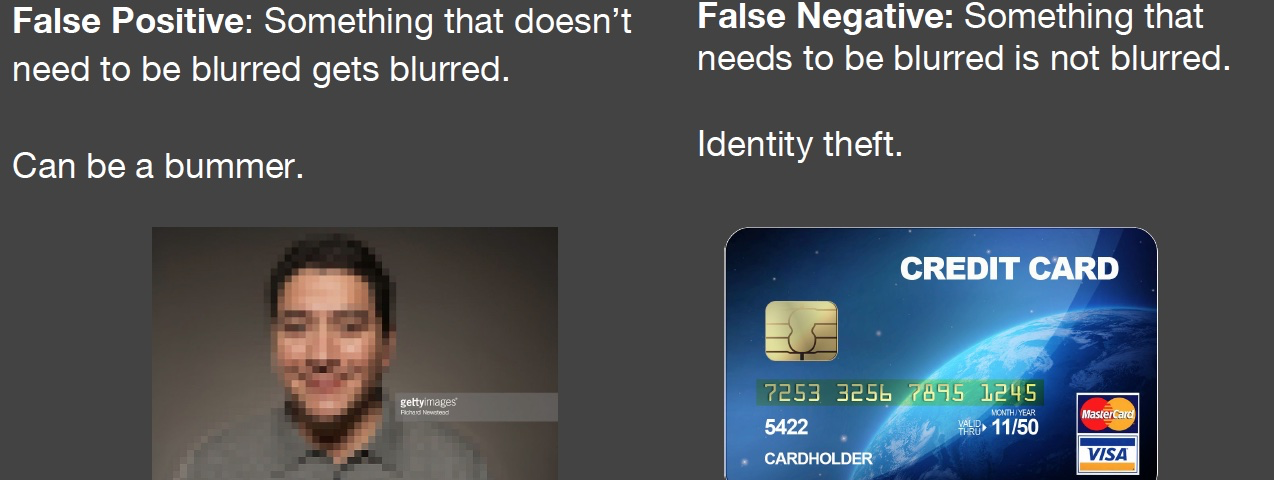 False Positive: Something that doesn’t
need to be blurred gets blurred.
Can be a bummer.
False Negative: Something that
needs to be blurred is not blurred.
Identity theft.
gettyimages®
Richard Newstead
CREDIT CARD
7253 3256 7895 1245
5422
VALID
THRU
MONTH/YEAR
11/50
CARDHOLDER
MasterCard
VISA